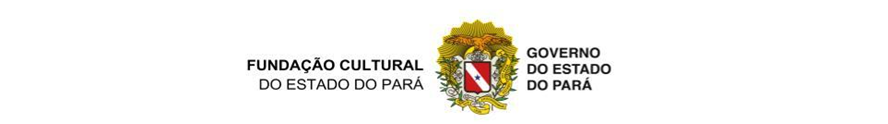 FUNDAÇÃO CULTURAL
DO ESTADO DO PARÁ
GOVERNO
DO ESTADO
DO PARÁ